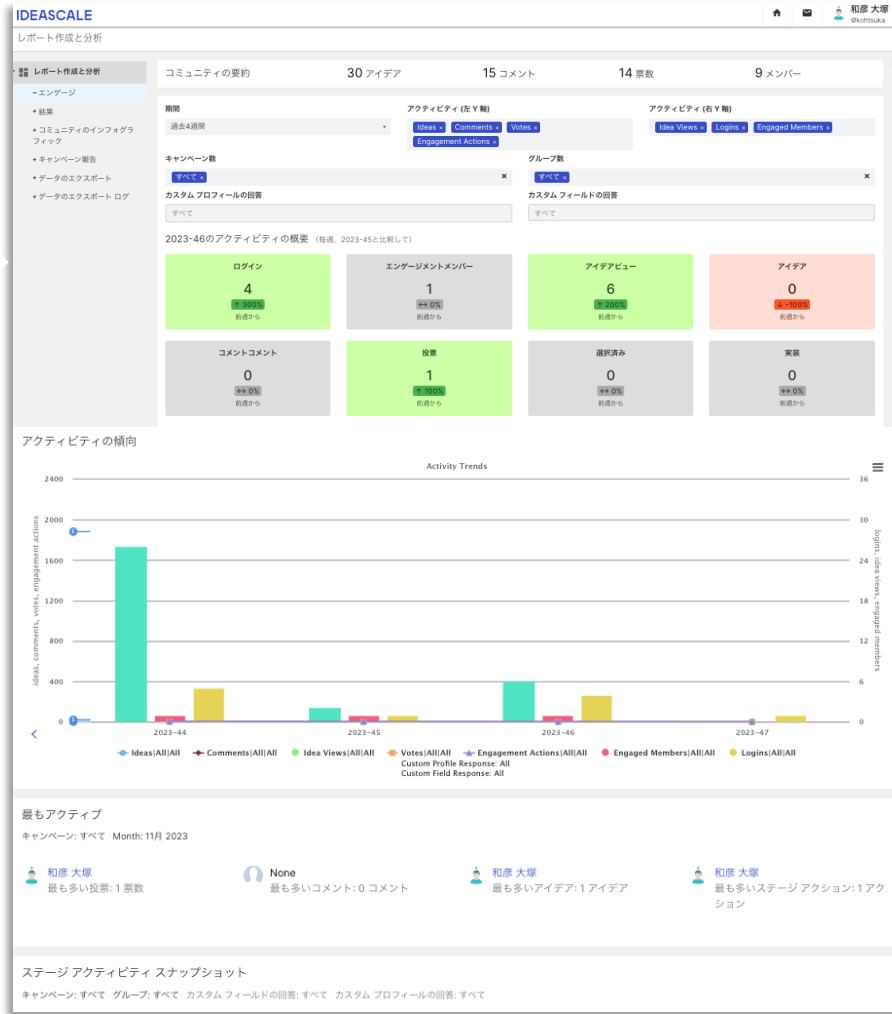 IDEASCALE
和彦 大塚
@kohtsuka
レポート作成と分析
レポート作成と分析
エンゲージ
結果
コミュニティのインフォグラ
フィック
キャンペーン報告
データのエクスポート
データのエクスポート ログ
コミュニティの要約 30 アイデア 15 コメント 14 票数 9 メンバー
期間
過去4週間
アクティビティ (左 Y 軸)
Ideas × Comments × Votes ×
Engagement Actions ×
アクティビティ (右 Y 軸)
Idea Views × Logins × Engaged Members ×
キャンペーン数
すべて × ×
グループ数
すべて × ×
カスタム プロフィールの回答
すべて
カスタム フィールドの回答
すべて
2023-46のアクティビティの概要 (毎週、2023-45と比較して)
ログイン
4
↑ 300%
前週から
エンゲージメントメンバー
1
↔ 0%
前週から
アイデアビュー
6
↑ 200%
前週から
アイデア
0
↓ -100%
前週から
コメントコメント
0
↔ 0%
前週から
投票
1
↑ 100%
前週から
選択済み
0
↔ 0%
前週から
実装
0
↔ 0%
前週から
アクティビティの傾向
Activity Trends
2400
2000
1600
1200
800
400
0
ideas, comments, votes, engagement actions
36
30
24
18
12
6
0
logins, idea views, engaged members
2023-44 2023-45 2023-46 2023-47
Ideas|All|All Comments|All|All Idea Views|All|All Votes|All|All Engagement Actions|All|All Engaged Members|All|All Logins|All|All
Custom Profile Response: All
Custom Field Response: All
最もアクティブ
キャンペーン: すべて Month: 11月 2023
和彦 大塚
最も多い投票: 1 票数
None
最も多いコメント: 0 コメント
和彦 大塚
最も多いアイデア: 1 アイデア
和彦 大塚
最も多いステージ アクション: 1 アク
ション
ステージ アクティビティ スナップショット
キャンペーン: すべて グループ: すべて カスタム フィールドの回答: すべて カスタム プロフィールの回答: すべて